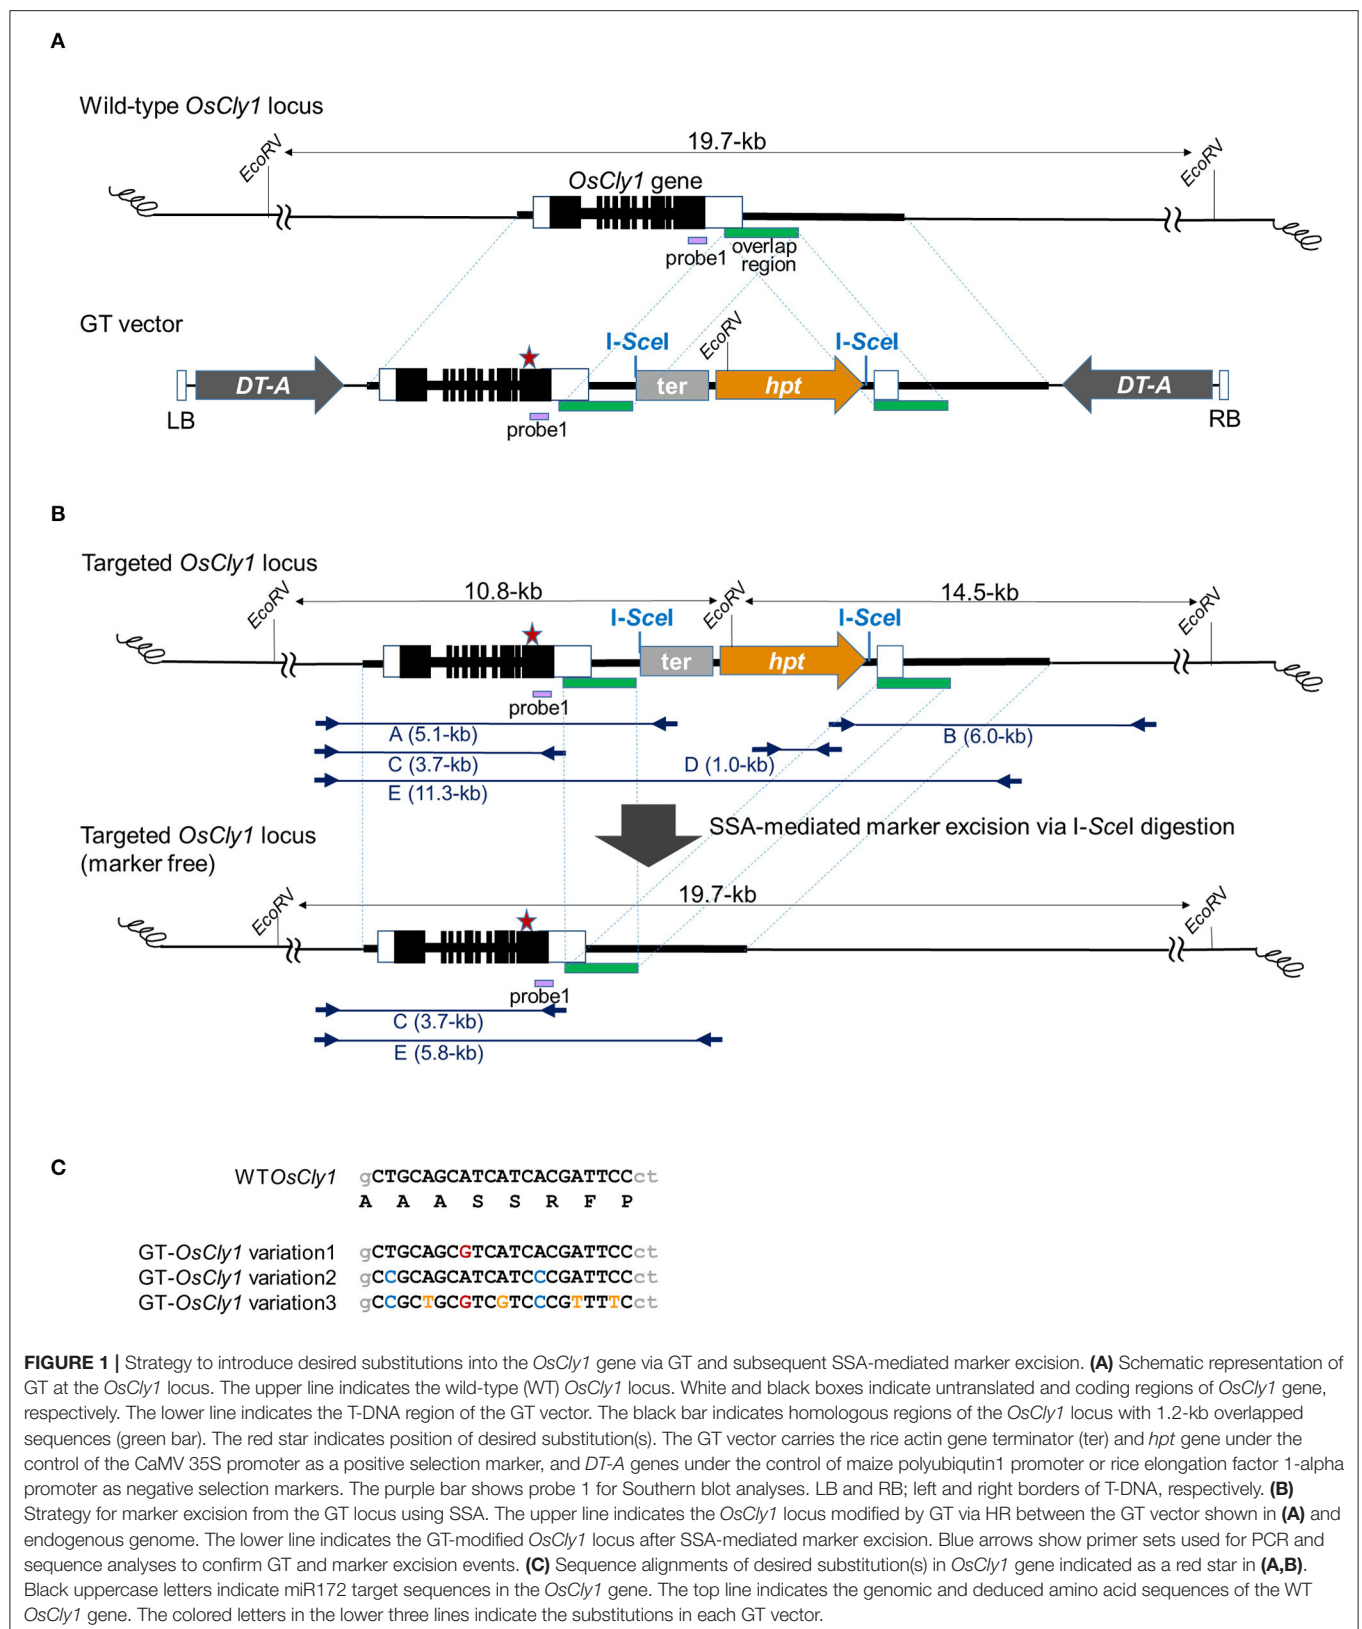 A
Wild-type OsCly1 locus
19.7-kb
EcoRV
EcoRV
OsCly1 gene
probe1
overlap
region
GT vector
I-SceI
EcoRV
I-SceI
DT-A
ter
hpt
DT-A
LB
probe1
RB
B
Targeted OsCly1 locus
10.8-kb
14.5-kb
EcoRV
I-SceI
EcoRV
I-SceI
EcoRV
ter
hpt
probe1
A (5.1-kb)
B (6.0-kb)
C (3.7-kb)
D (1.0-kb)
E (11.3-kb)
SSA-mediated marker excision via I-SceI digestion
Targeted OsCly1 locus
(marker free)
19.7-kb
EcoRV
EcoRV
probe1
C (3.7-kb)
E (5.8-kb)
C
WT OsCly1 gCTGCAGCATCATCACGATTCCct
A A A S S R F P
GT-OsCly1 variation1 gCTGCAGCGTCATCACGATTCCct
GT-OsCly1 variation2 gCCGCAGCATCATCCCGATTCCct
GT-OsCly1 variation3 gCCGCTGCGTCGTCCCGTTTTCct
FIGURE 1 | Strategy to introduce desired substitutions into the OsCly1 gene via GT and subsequent SSA-mediated marker excision. (A) Schematic representation of
GT at the OsCly1 locus. The upper line indicates the wild-type (WT) OsCly1 locus. White and black boxes indicate untranslated and coding regions of OsCly1 gene,
respectively. The lower line indicates the T-DNA region of the GT vector. The black bar indicates homologous regions of the OsCly1 locus with 1.2-kb overlapped
sequences (green bar). The red star indicates position of desired substitution(s). The GT vector carries the rice actin gene terminator (ter) and hpt gene under the
control of the CaMV 35S promoter as a positive selection marker, and DT-A genes under the control of maize polyubiqutin1 promoter or rice elongation factor 1-alpha
promoter as negative selection markers. The purple bar shows probe 1 for Southern blot analyses. LB and RB; left and right borders of T-DNA, respectively. (B)
Strategy for marker excision from the GT locus using SSA. The upper line indicates the OsCly1 locus modified by GT via HR between the GT vector shown in (A) and
endogenous genome. The lower line indicates the GT-modified OsCly1 locus after SSA-mediated marker excision. Blue arrows show primer sets used for PCR and
sequence analyses to confirm GT and marker excision events. (C) Sequence alignments of desired substitution(s) in OsCly1 gene indicated as a red star in (A,B).
Black uppercase letters indicate miR172 target sequences in the OsCly1 gene. The top line indicates the genomic and deduced amino acid sequences of the WT
OsCly1 gene. The colored letters in the lower three lines indicate the substitutions in each GT vector.